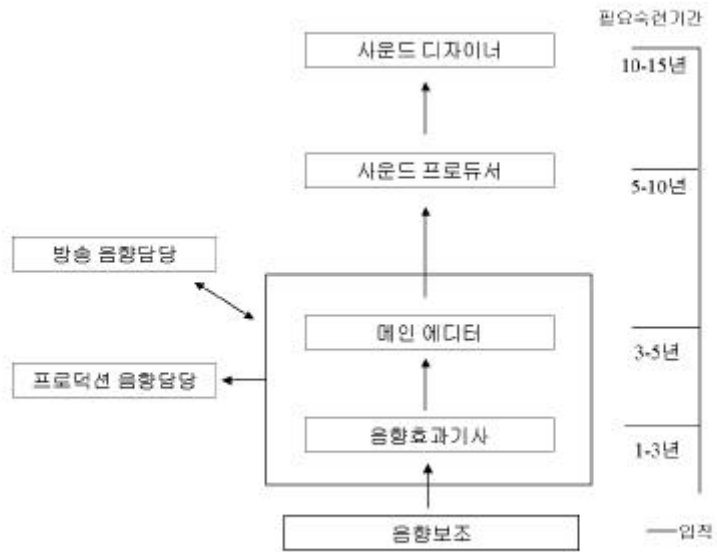 필요숙련기간
사운드 디자이너
10-15년
사운드 프로듀서
5-10년
방송 음향담당
메인 에디터
3-5년
프로덕션 음향담당
음향효과기사
1-3년
음향보조
입직